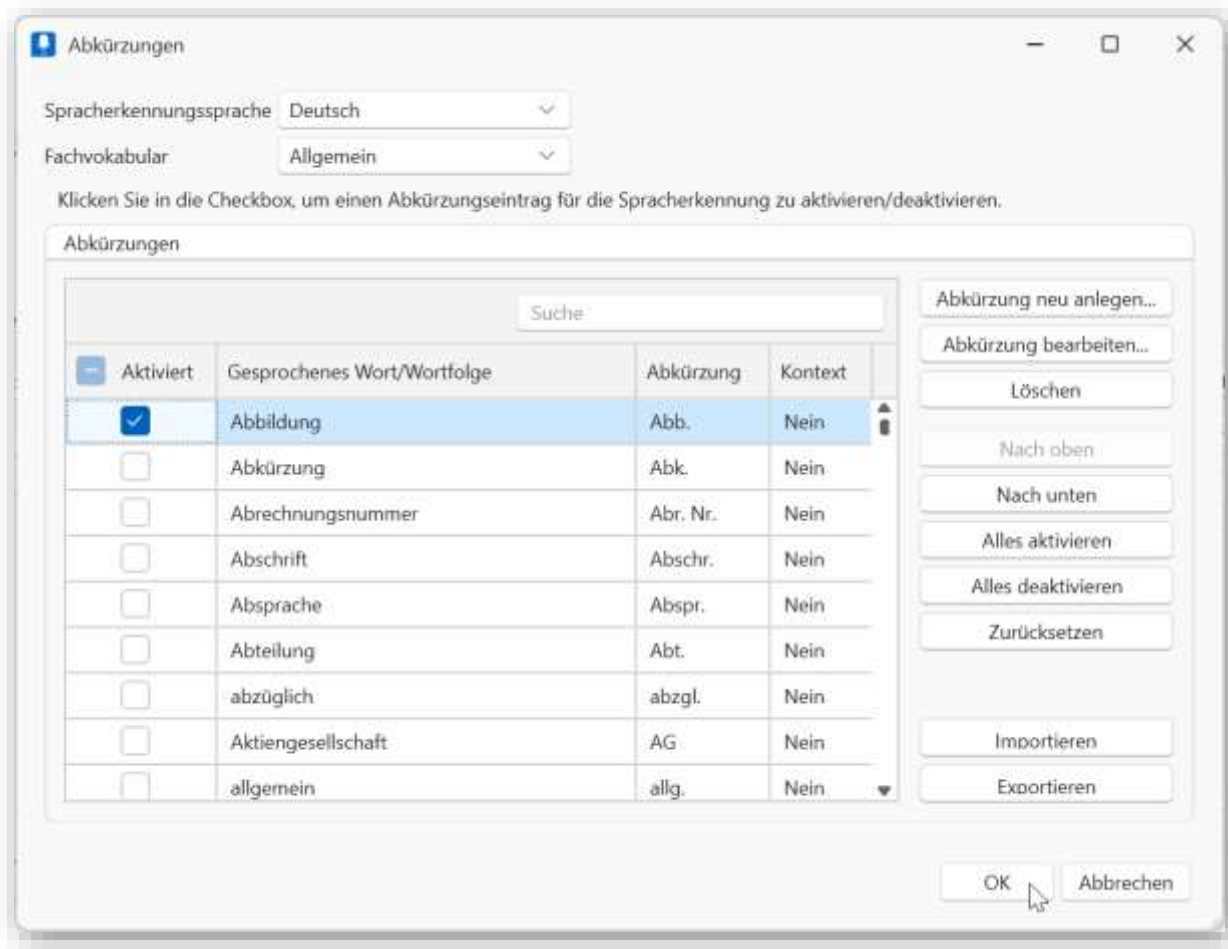 Abkürzungen
Spracherkennungssprache Deutsch
Fachvokabular Allgemein
Klicken Sie in die Checkbox, um einen Abkürzungseintrag für die Spracherkennung zu aktivieren/deaktivieren.
Abkürzungen
Suche
Aktiviert Gesprochenes Wort/Wortfolge Abkürzung Kontext
Abbildung Abb. Nein
Abkürzung Abk. Nein
Abrechnungsnummer Abr. Nr. Nein
Abschrift Abschr. Nein
Absprache Abspr. Nein
Abteilung Abt. Nein
abzüglich abzgl. Nein
Aktiengesellschaft AG Nein
allgemein allg. Nein
Abkürzung neu anlegen...
Abkürzung bearbeiten...
Löschen
Nach oben
Nach unten
Alles aktivieren
Alles deaktivieren
Zurücksetzen
Importieren
Exportieren
OK Abbrechen